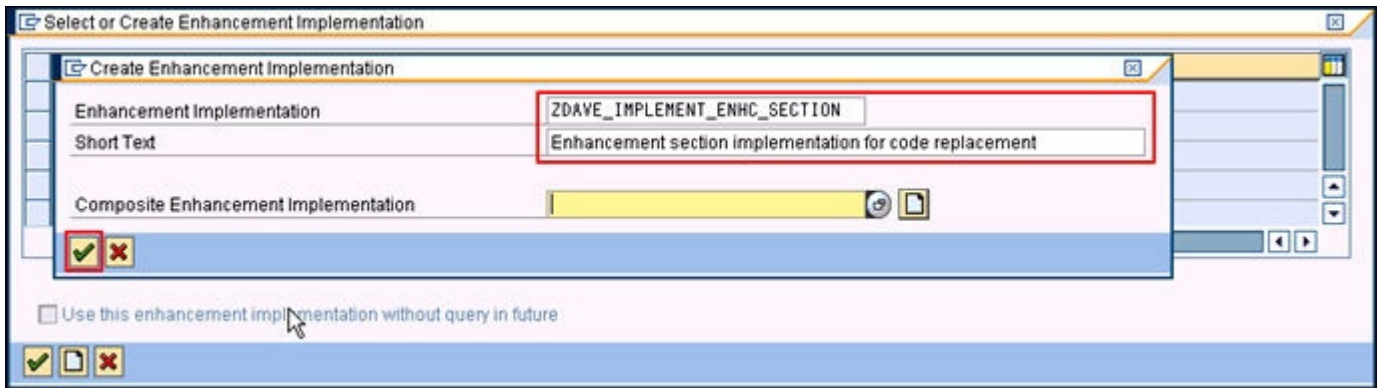 Select or Create Enhancement Implementation
Create Enhancement Implementation
Enhancement Implementation ZDAVE_IMPLEMENT_ENHC_SECTION
Short Text Enhancement section implementation for code replacement
Composite Enhancement Implementation
Use this enhancement implementation without query in future